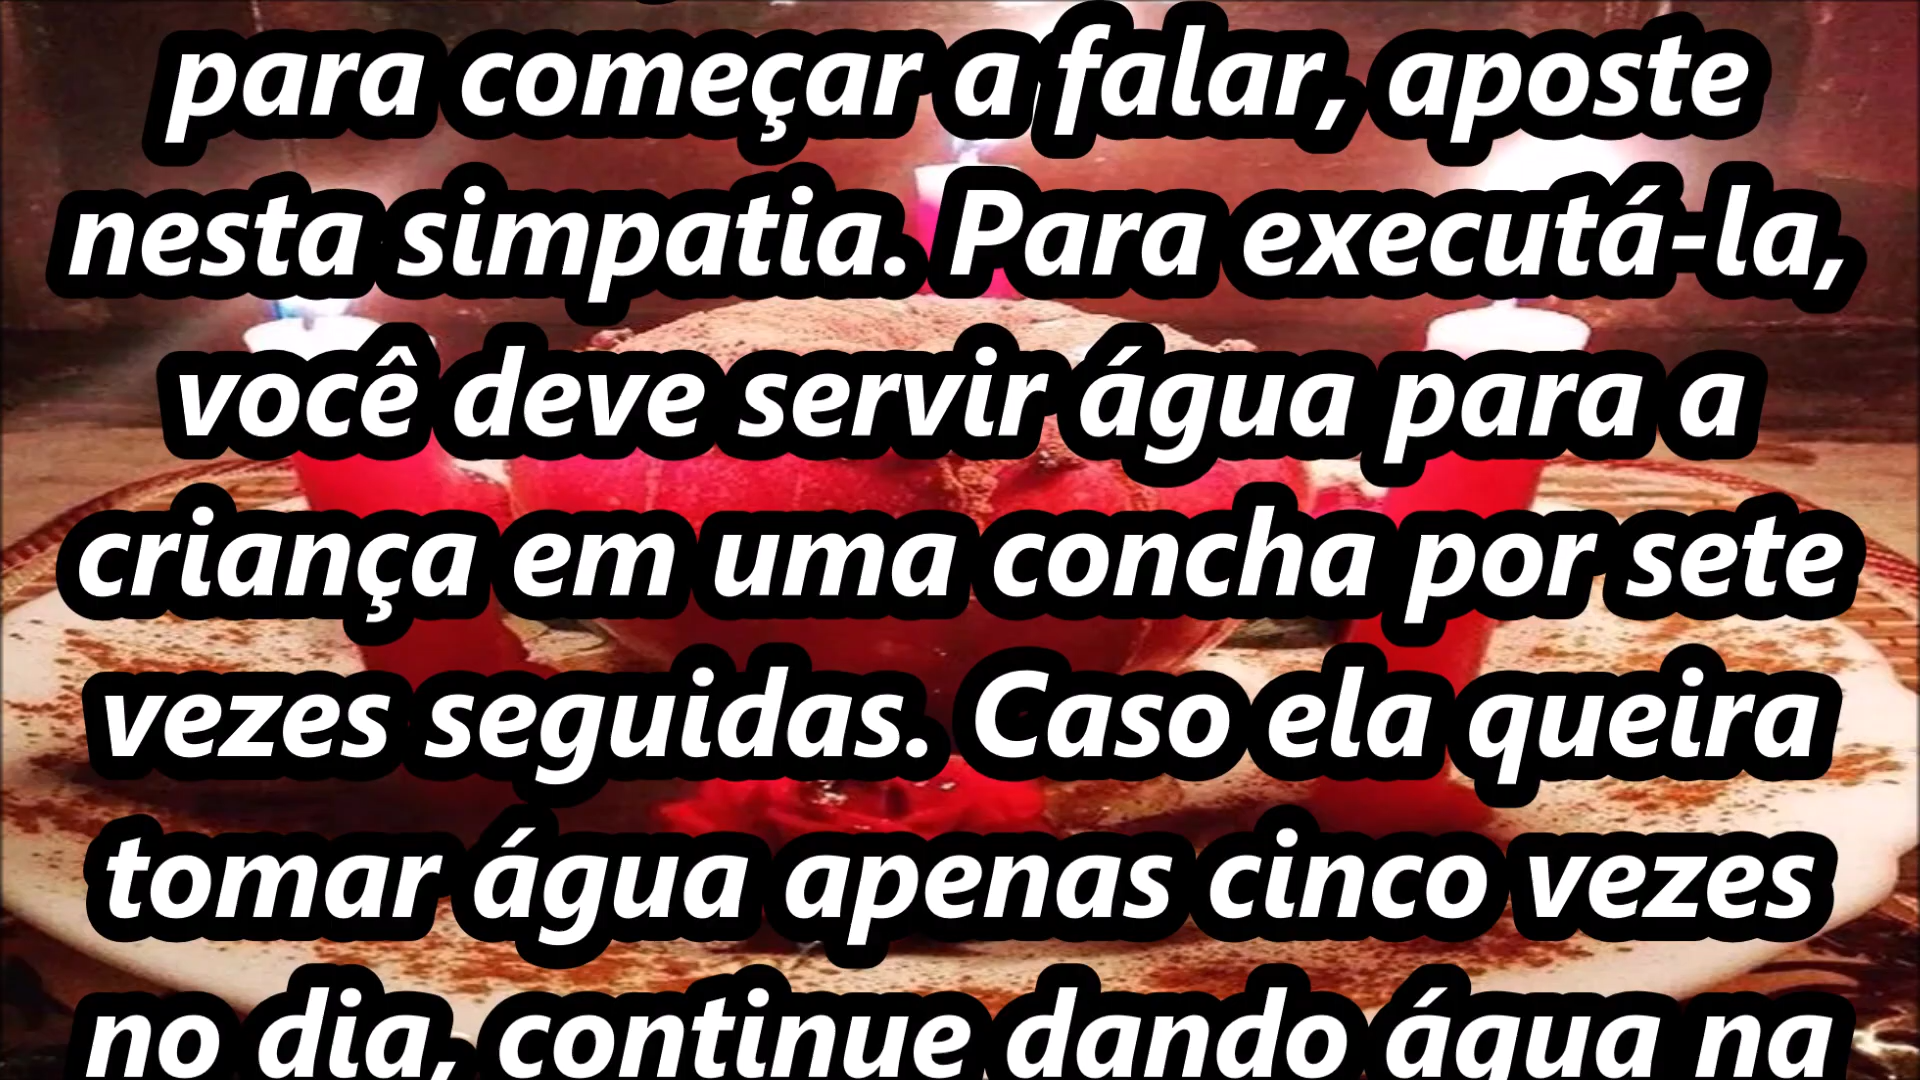 para começar a falar, aposte
nesta simpatia. Para executá-la,
você deve servir água para a
criança em uma concha por sete
vezes seguidas. Caso ela queira
tomar água apenas cinco vezes
no dia, continue dando água na